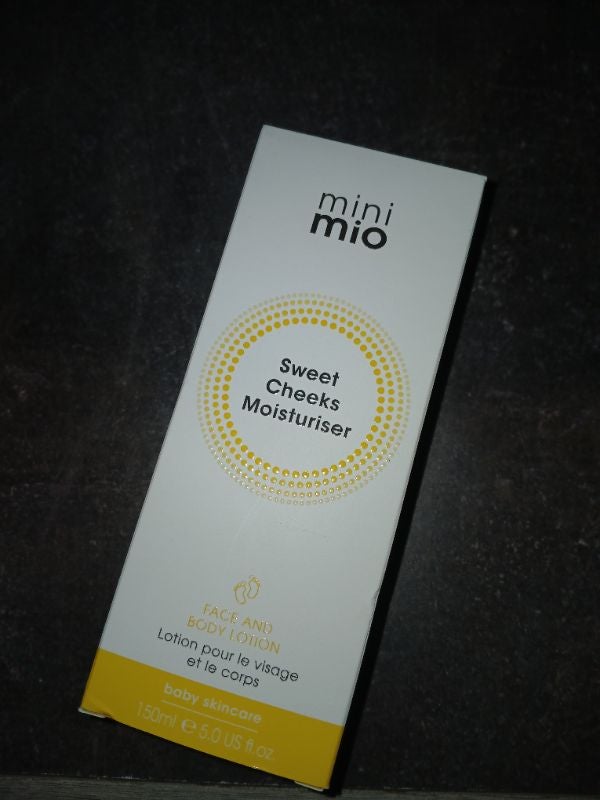 mini
mio
Sweet
Cheeks
Moisturiser
FACE AND
BODY LOTION
Lotion pour le visage
et le corps
baby skincare
150ml ℮ 5.0 US fl.oz.